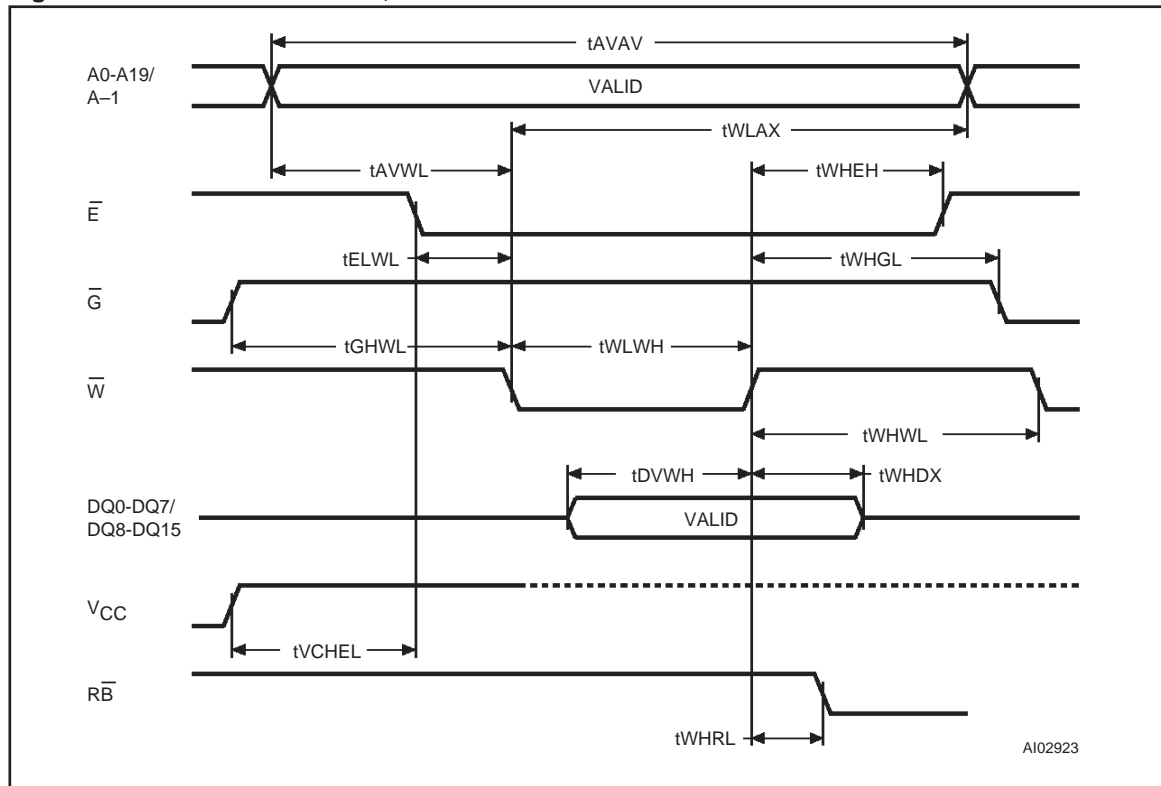 tAVAV
A0-A19/
A–1
VALID
tWLAX
tAVWL
tWHEH
E̅
tELWL
tWHGL
G̅
tGHWL
tWLWH
W̅
tWHWL
tDVWH
tWHDX
DQ0-DQ7/
DQ8-DQ15
VALID
VCC
tVCHEL
RB̅
tWHRL
AI02923